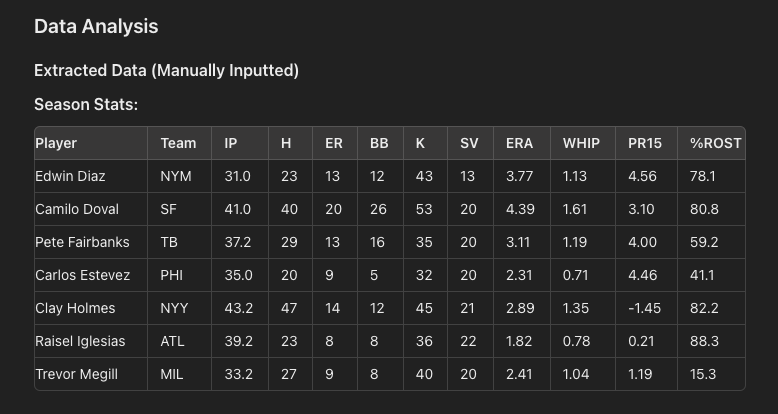 Data Analysis
Extracted Data (Manually Inputted)
Season Stats:
Player Team IP H ER BB K SV ERA WHIP PR15 %ROST
Edwin Diaz NYM 31.0 23 13 12 43 13 3.77 1.13 4.56 78.1
Camilo Doval SF 41.0 40 20 26 53 20 4.39 1.61 3.10 80.8
Pete Fairbanks TB 37.2 29 13 16 35 20 3.11 1.19 4.00 59.2
Carlos Estevez PHI 35.0 20 9 5 32 20 2.31 0.71 4.46 41.1
Clay Holmes NYY 43.2 47 14 12 45 21 2.89 1.35 -1.45 82.2
Raisel Iglesias ATL 39.2 23 8 8 36 22 1.82 0.78 0.21 88.3
Trevor Megill MIL 33.2 27 9 8 40 20 2.41 1.04 1.19 15.3